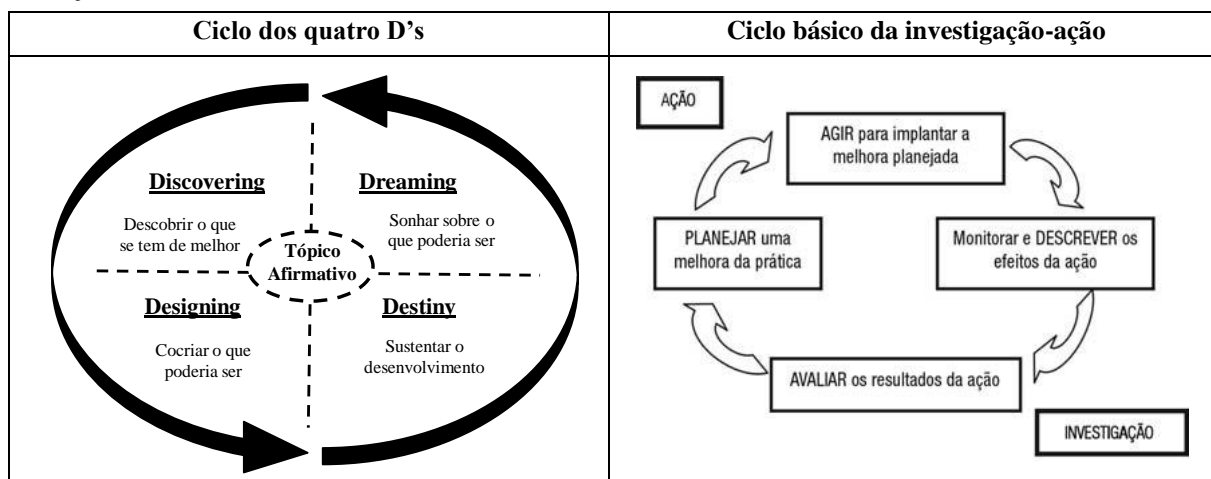 Ciclo dos quatro D’s
Discovering
Descobrir o que
se tem de melhor
Dreaming
Sonhar sobre o
que poderia ser
Tópico
Afirmativo
Designing
Cocriar o que
poderia ser
Destiny
Sustentar o
desenvolvimento
Ciclo básico da investigação-ação
AÇÃO
AGIR para implantar a
melhora planejada
PLANEJAR uma
melhora da prática
Monitorar e DESCREVER os
efeitos da ação
AVALIAR os resultados da ação
INVESTIGAÇÃO